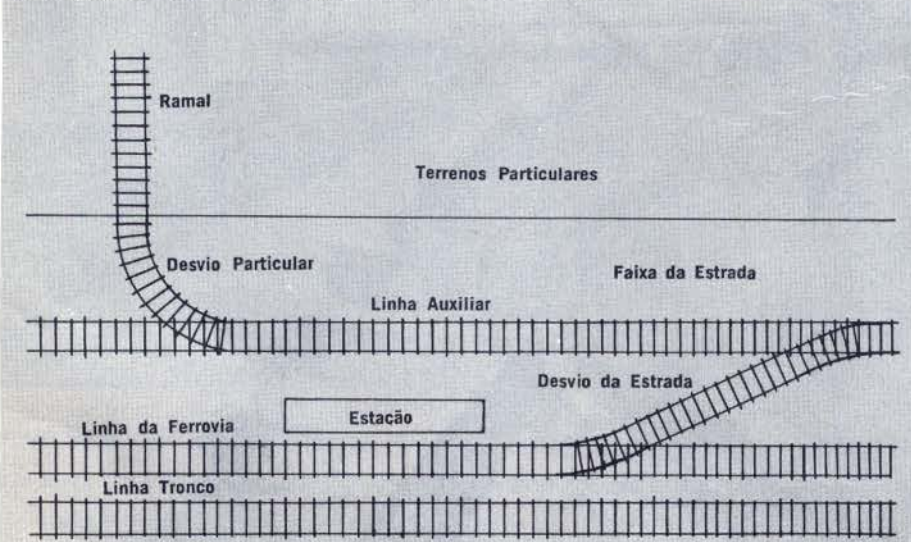 Ramal
Terrenos Particulares
Desvio Particular
Faixa da Estrada
Linha Auxiliar
Desvio da Estrada
Estação
Linha da Ferrovia
Linha Tronco